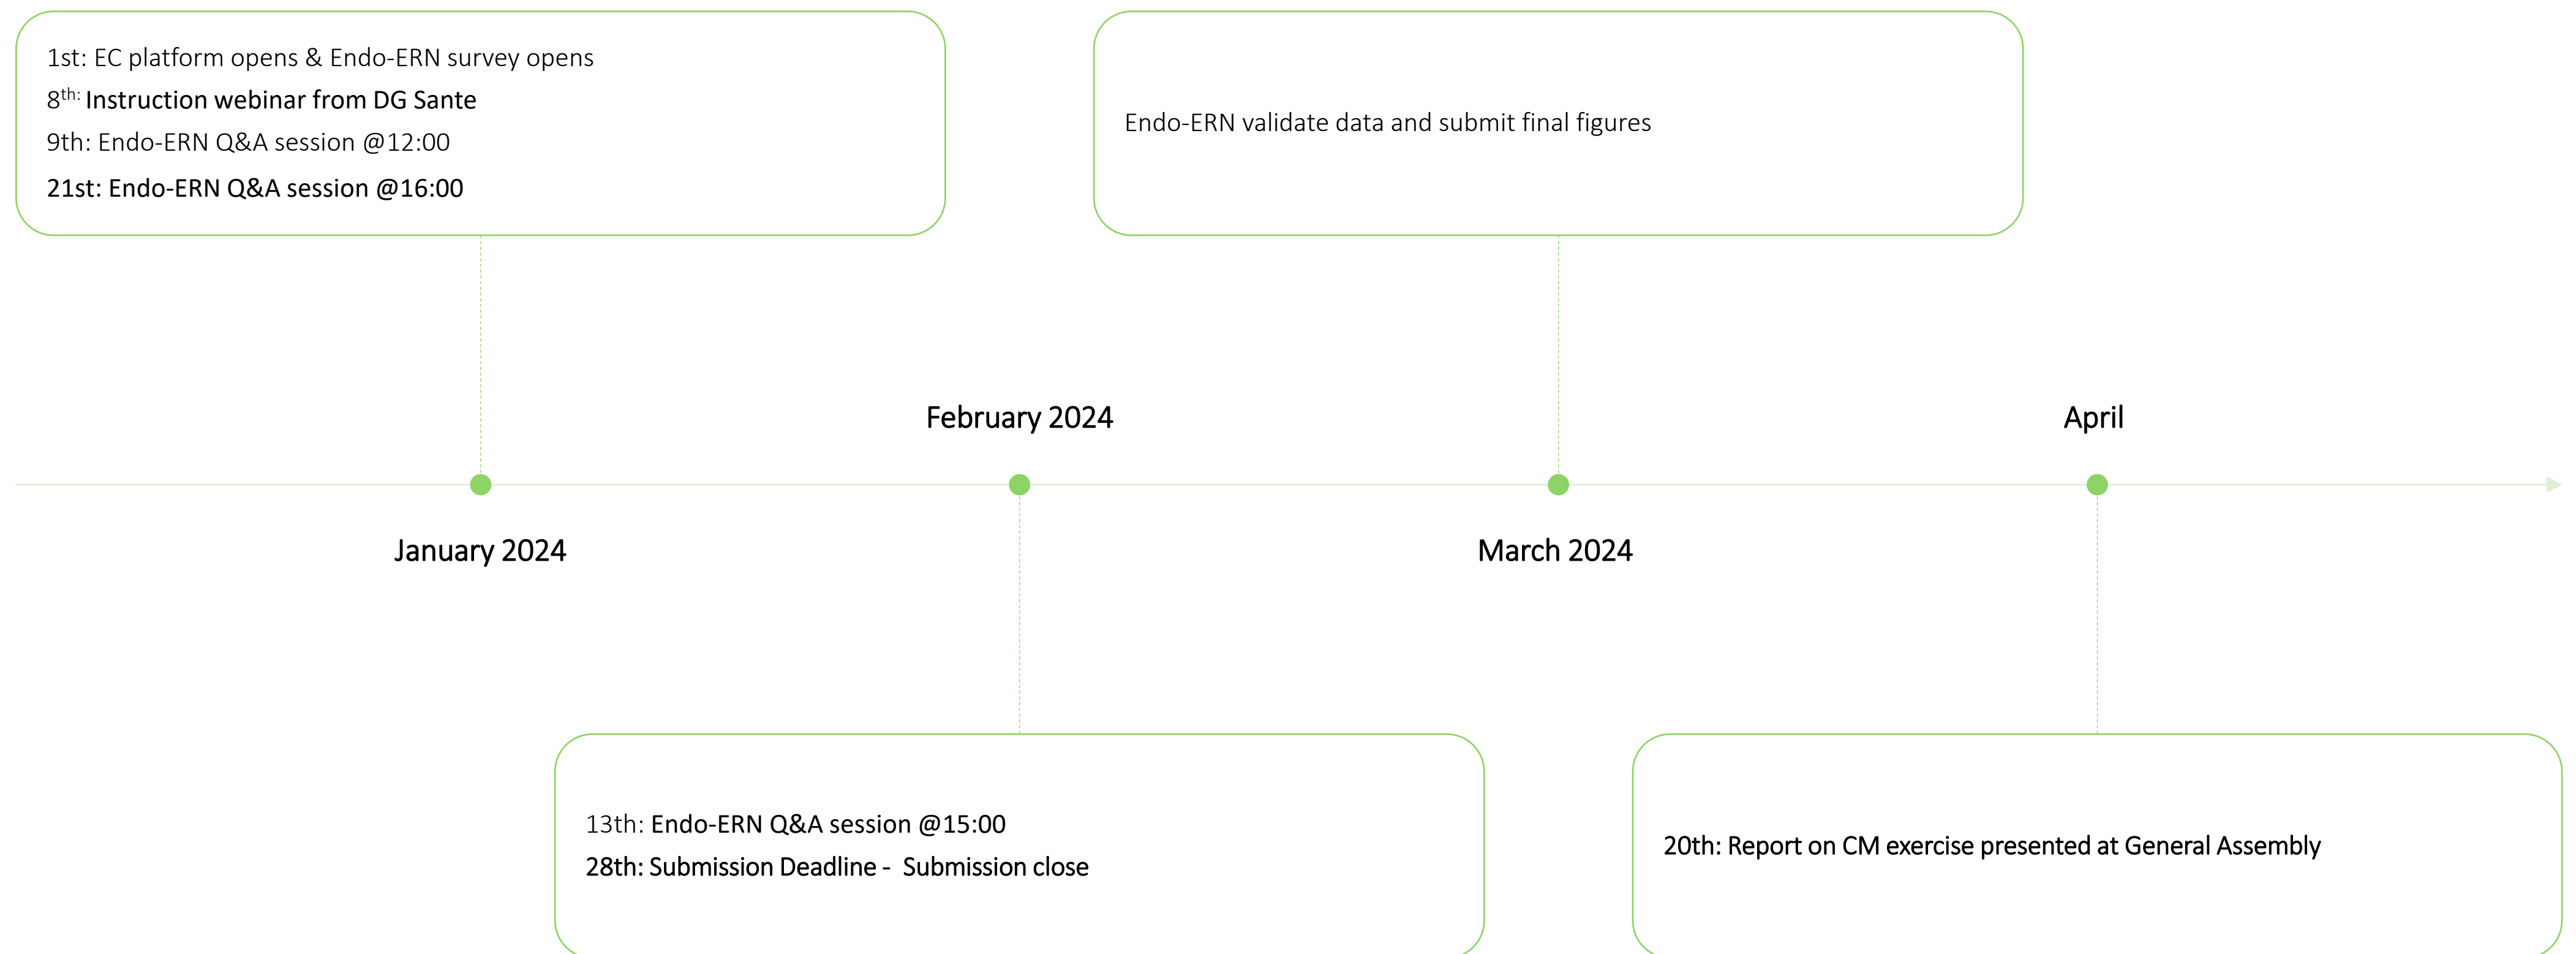 1st: EC platform opens & Endo-ERN survey opens
8th: Instruction webinar from DG Sante
9th: Endo-ERN Q&A session @12:00
21st: Endo-ERN Q&A session @16:00
Endo-ERN validate data and submit final figures
February 2024
April
January 2024
March 2024
13th: Endo-ERN Q&A session @15:00
28th: Submission Deadline -  Submission close
20th: Report on CM exercise presented at General Assembly